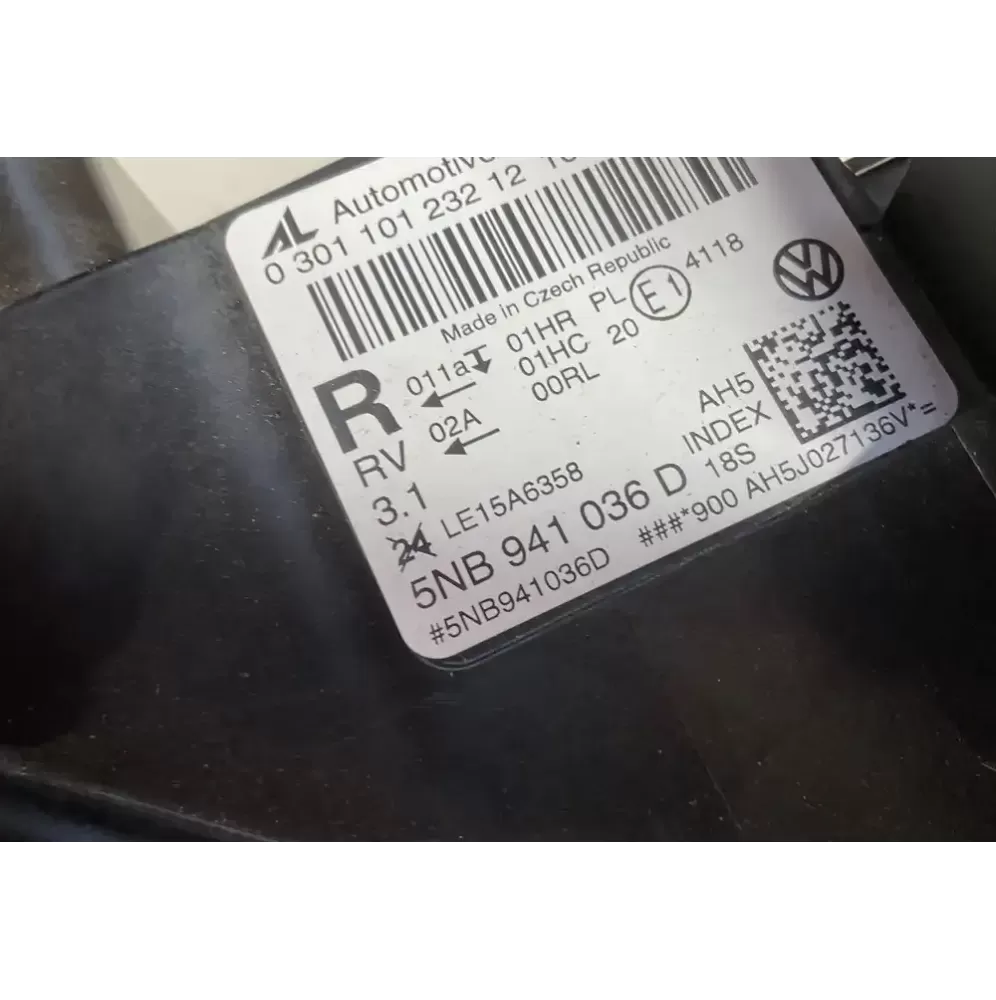 AL Automotive
0 301 101 232 12
Made in Czech Republic
R 011a 01HR PL E1 4118
01HC 20
02A 00RL
RV
3.1
24 LE15A6358
AH5
INDEX
5NB 941 036 D 18S
#5NB941036D ###*900 AH5J027136V*=